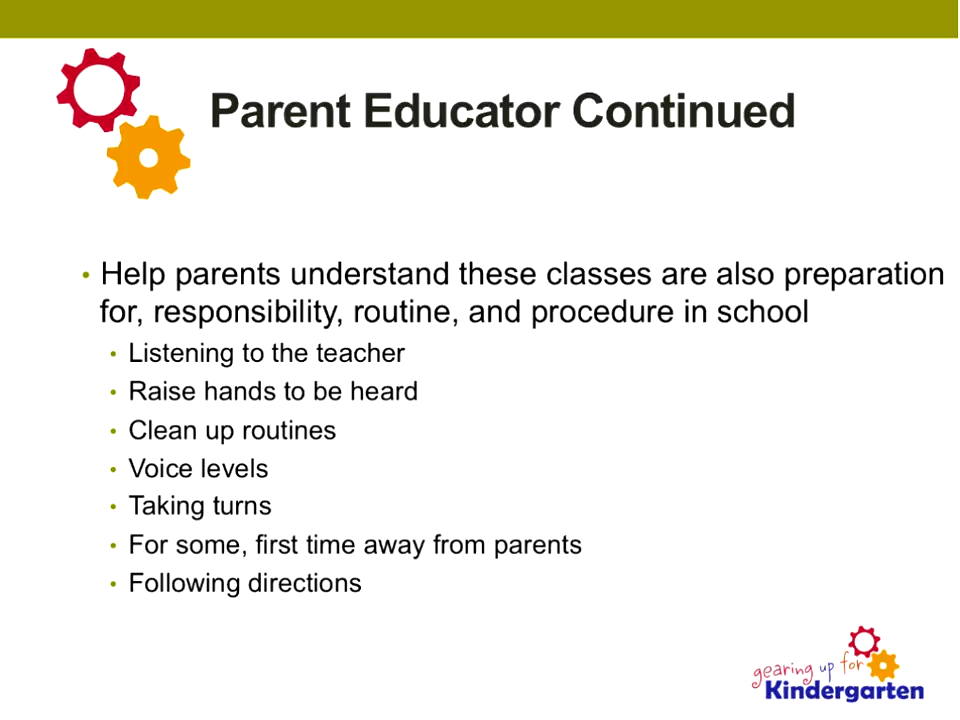 Parent Educator Continued
• Help parents understand these classes are also preparation
for, responsibility, routine, and procedure in school
• Listening to the teacher
• Raise hands to be heard
• Clean up routines
• Voice levels
• Taking turns
• For some, first time away from parents
• Following directions
gearing up for
Kindergarten